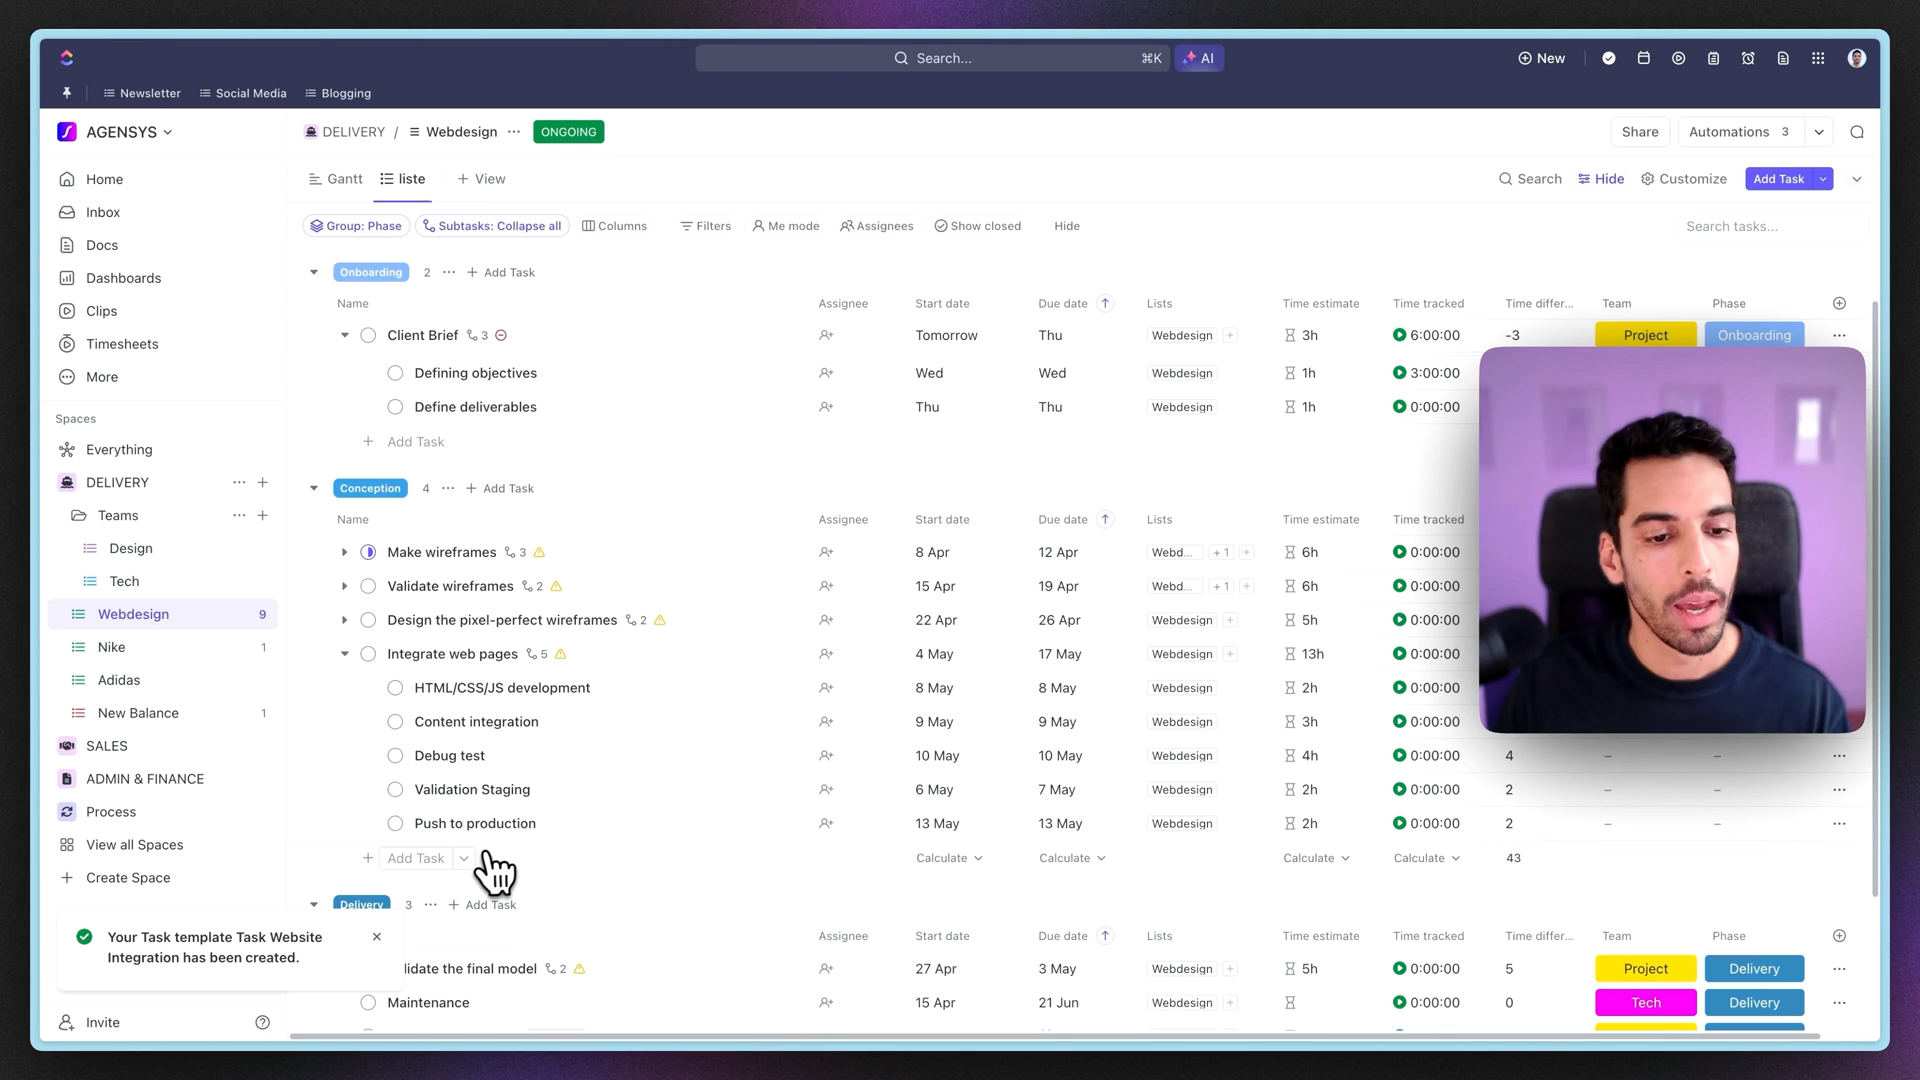 Search... ⌘K AI New
Newsletter Social Media Blogging
AGENSYS
DELIVERY / Webdesign ... ONGOING
Share Automations 3
Home
Inbox
Docs
Dashboards
Clips
Timesheets
More
Spaces
Everything
DELIVERY
Teams
Design
Tech
Webdesign 9
Nike 1
Adidas
New Balance 1
SALES
ADMIN & FINANCE
Process
View all Spaces
Create Space
Your Task template Task Website
Integration has been created.
Invite
Gantt liste + View
Search Hide Customize Add Task
Group: Phase Subtasks: Collapse all Columns Filters Me mode Assignees Show closed Hide Search tasks...
Onboarding 2 ... + Add Task
Name Assignee Start date Due date Lists Time estimate Time tracked Time differ... Team Phase
Client Brief 3 Tomorrow Thu Webdesign 3h 6:00:00 -3 Project Onboarding
Defining objectives Wed Wed Webdesign 1h 3:00:00
Define deliverables Thu Thu Webdesign 1h 0:00:00
+ Add Task
Conception 4 ... + Add Task
Name Assignee Start date Due date Lists Time estimate Time tracked
Make wireframes 3 8 Apr 12 Apr Webd... + 1 6h 0:00:00
Validate wireframes 2 15 Apr 19 Apr Webd... + 1 6h 0:00:00
Design the pixel-perfect wireframes 2 22 Apr 26 Apr Webdesign 5h 0:00:00
Integrate web pages 5 4 May 17 May Webdesign 13h 0:00:00
HTML/CSS/JS development 8 May 8 May Webdesign 2h 0:00:00
Content integration 9 May 9 May Webdesign 3h 0:00:00
Debug test 10 May 10 May Webdesign 4h 0:00:00 4 – –
Validation Staging 6 May 7 May Webdesign 2h 0:00:00 2 – –
Push to production 13 May 13 May Webdesign 2h 0:00:00 2 – –
+ Add Task Calculate Calculate Calculate Calculate 43
Delivery 3 ... + Add Task
Assignee Start date Due date Lists Time estimate Time tracked Time differ... Team Phase
lidate the final model 2 27 Apr 3 May Webdesign 5h 0:00:00 5 Project Delivery
Maintenance 15 Apr 21 Jun Webdesign 0:00:00 0 Tech Delivery